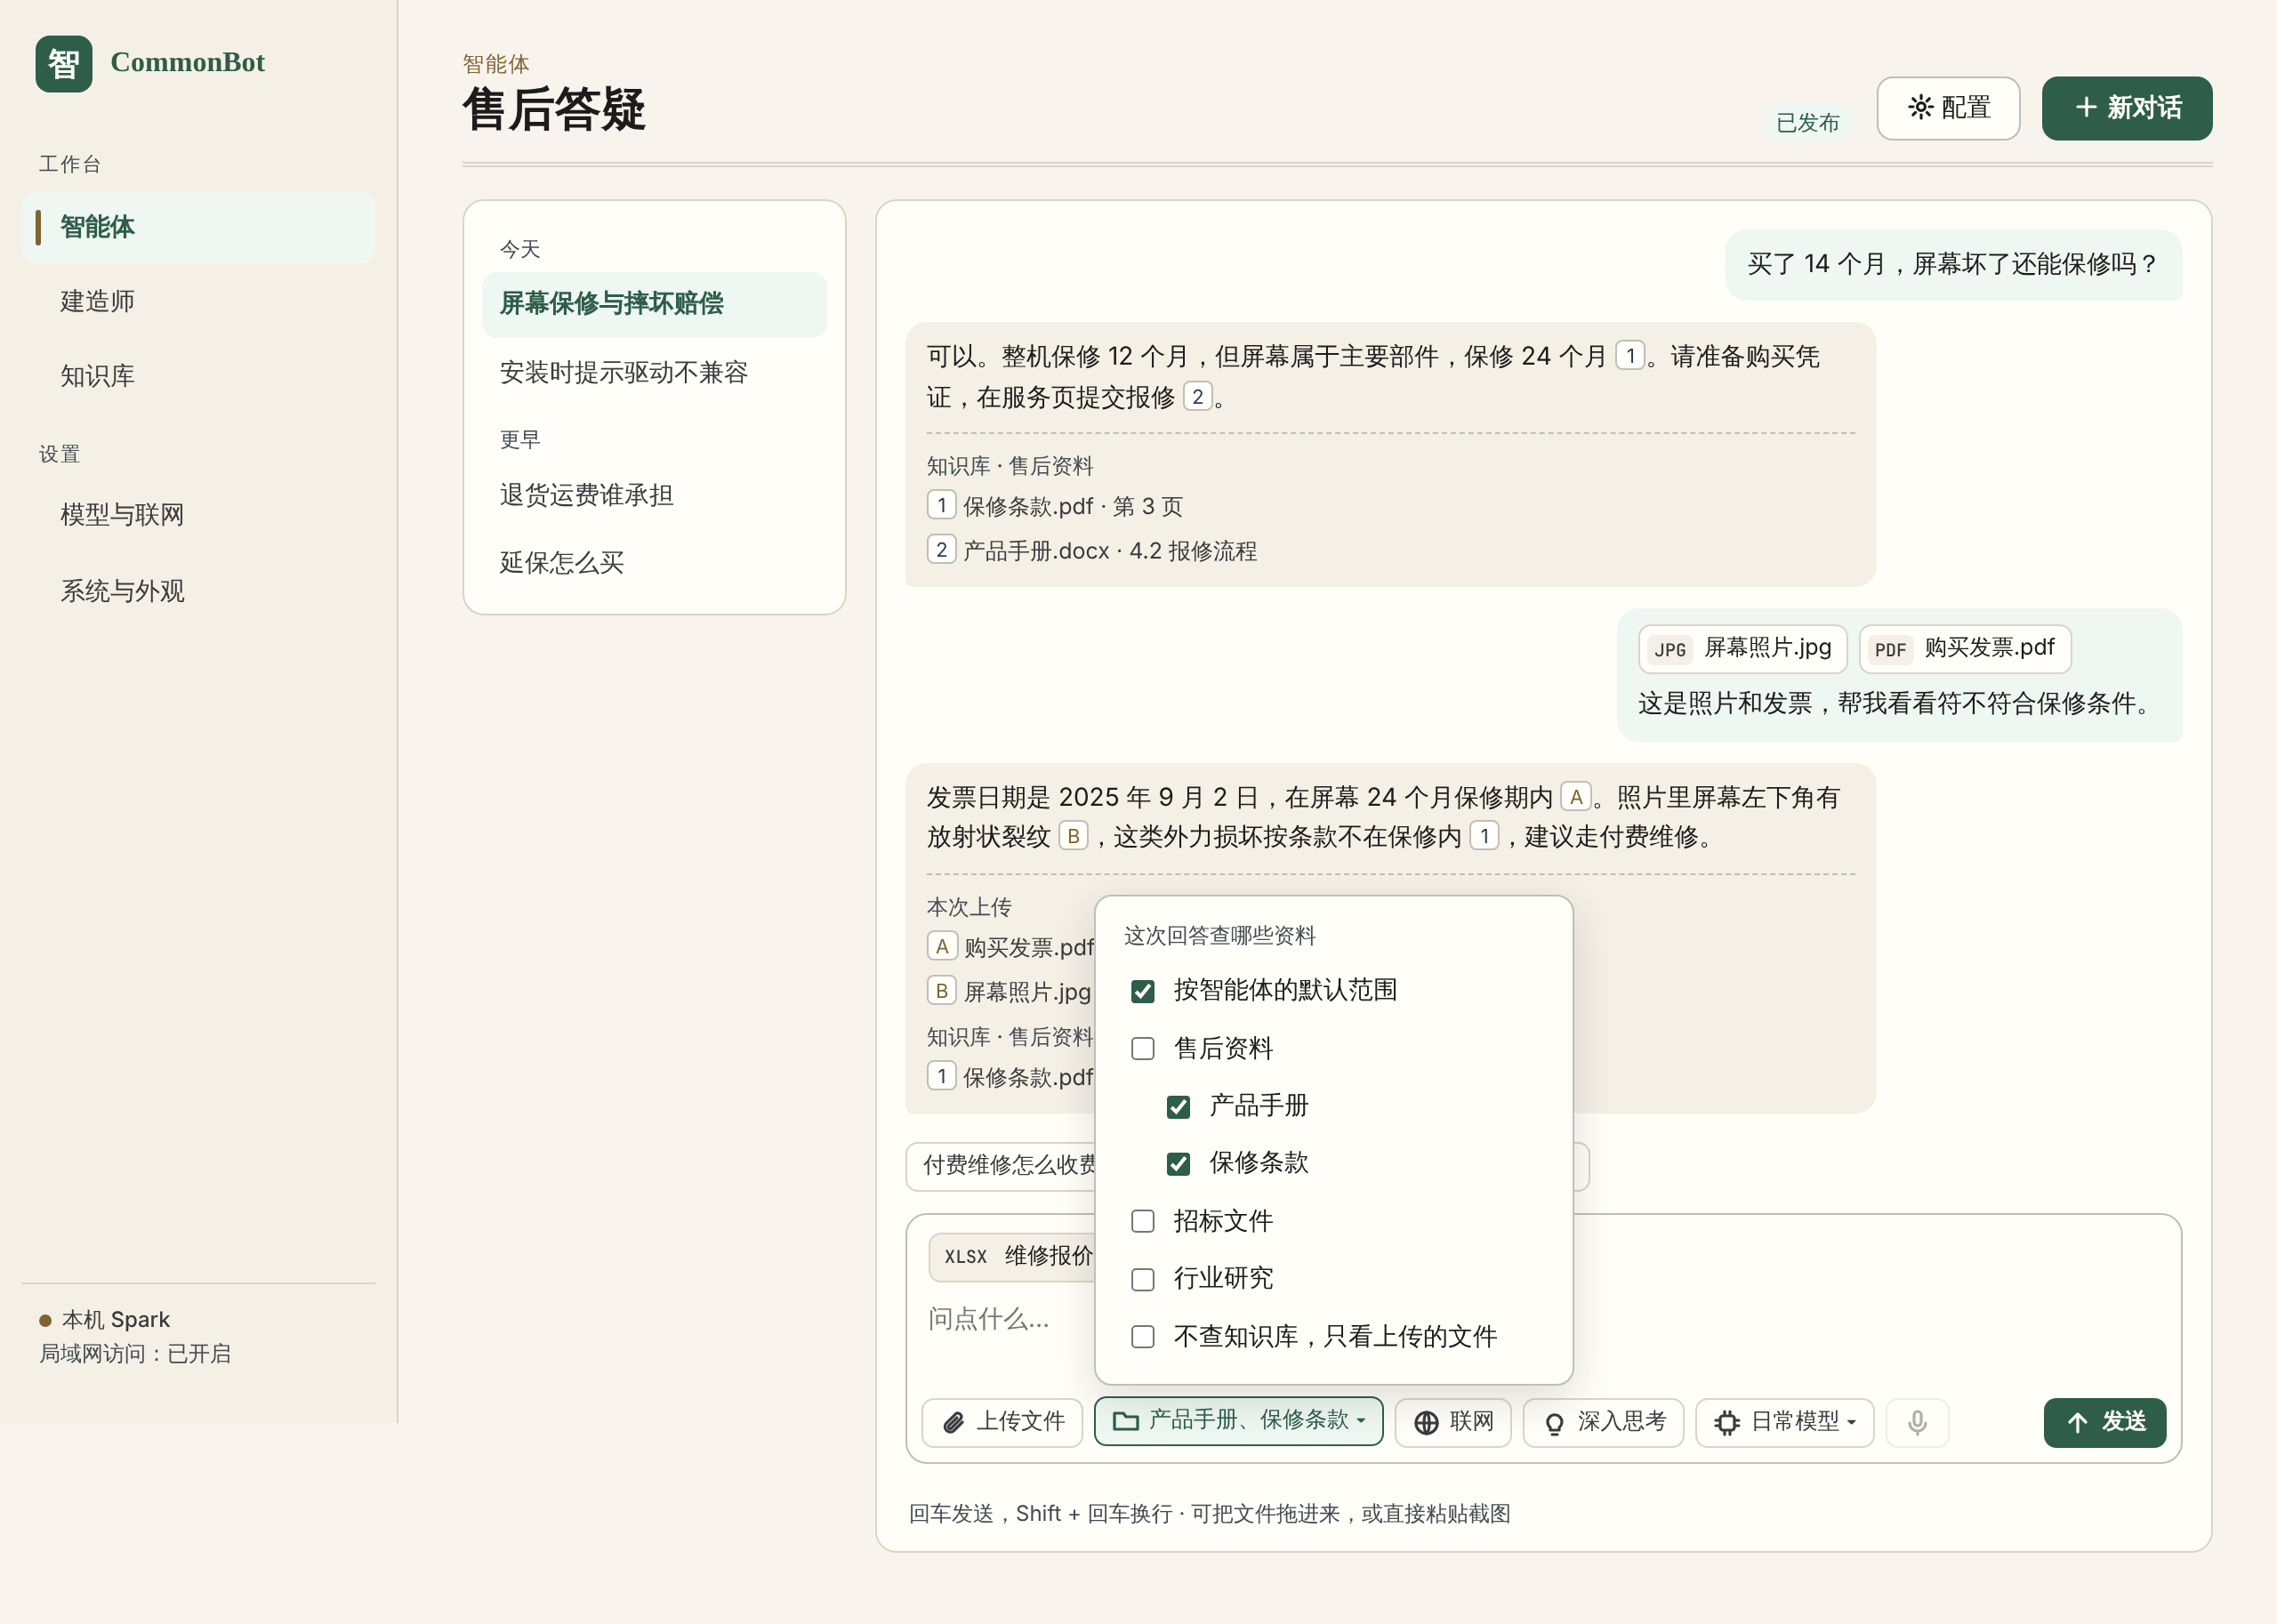 智 CommonBot
工作台
智能体
建造师
知识库
设置
模型与联网
系统与外观
本机 Spark
局域网访问：已开启
智能体
售后答疑
已发布
配置
新对话
今天
屏幕保修与摔坏赔偿
安装时提示驱动不兼容
更早
退货运费谁承担
延保怎么买
买了 14 个月，屏幕坏了还能保修吗？
可以。整机保修 12 个月，但屏幕属于主要部件，保修 24 个月 1。请准备购买凭
证，在服务页提交报修 2。
知识库 · 售后资料
1 保修条款.pdf · 第 3 页
2 产品手册.docx · 4.2 报修流程
JPG 屏幕照片.jpg PDF 购买发票.pdf
这是照片和发票，帮我看看符不符合保修条件。
发票日期是 2025 年 9 月 2 日，在屏幕 24 个月保修期内 A。照片里屏幕左下角有
放射状裂纹 B，这类外力损坏按条款不在保修内 1，建议走付费维修。
本次上传
A 购买发票.pdf
B 屏幕照片.jpg
知识库 · 售后资料
1 保修条款.pdf
付费维修怎么收费
这次回答查哪些资料
按智能体的默认范围
售后资料
产品手册
保修条款
招标文件
行业研究
不查知识库，只看上传的文件
XLSX 维修报价
问点什么...
上传文件
产品手册、保修条款
联网
深入思考
日常模型
发送
回车发送，Shift + 回车换行 · 可把文件拖进来，或直接粘贴截图